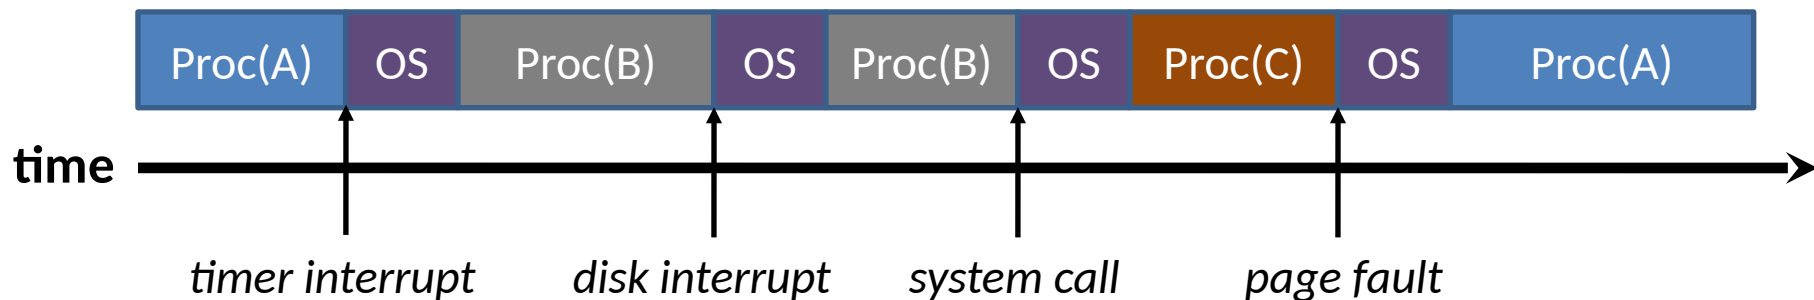 Proc(A) OS Proc(B) OS Proc(B) OS Proc(C) OS Proc(A)
time
timer interrupt disk interrupt system call page fault